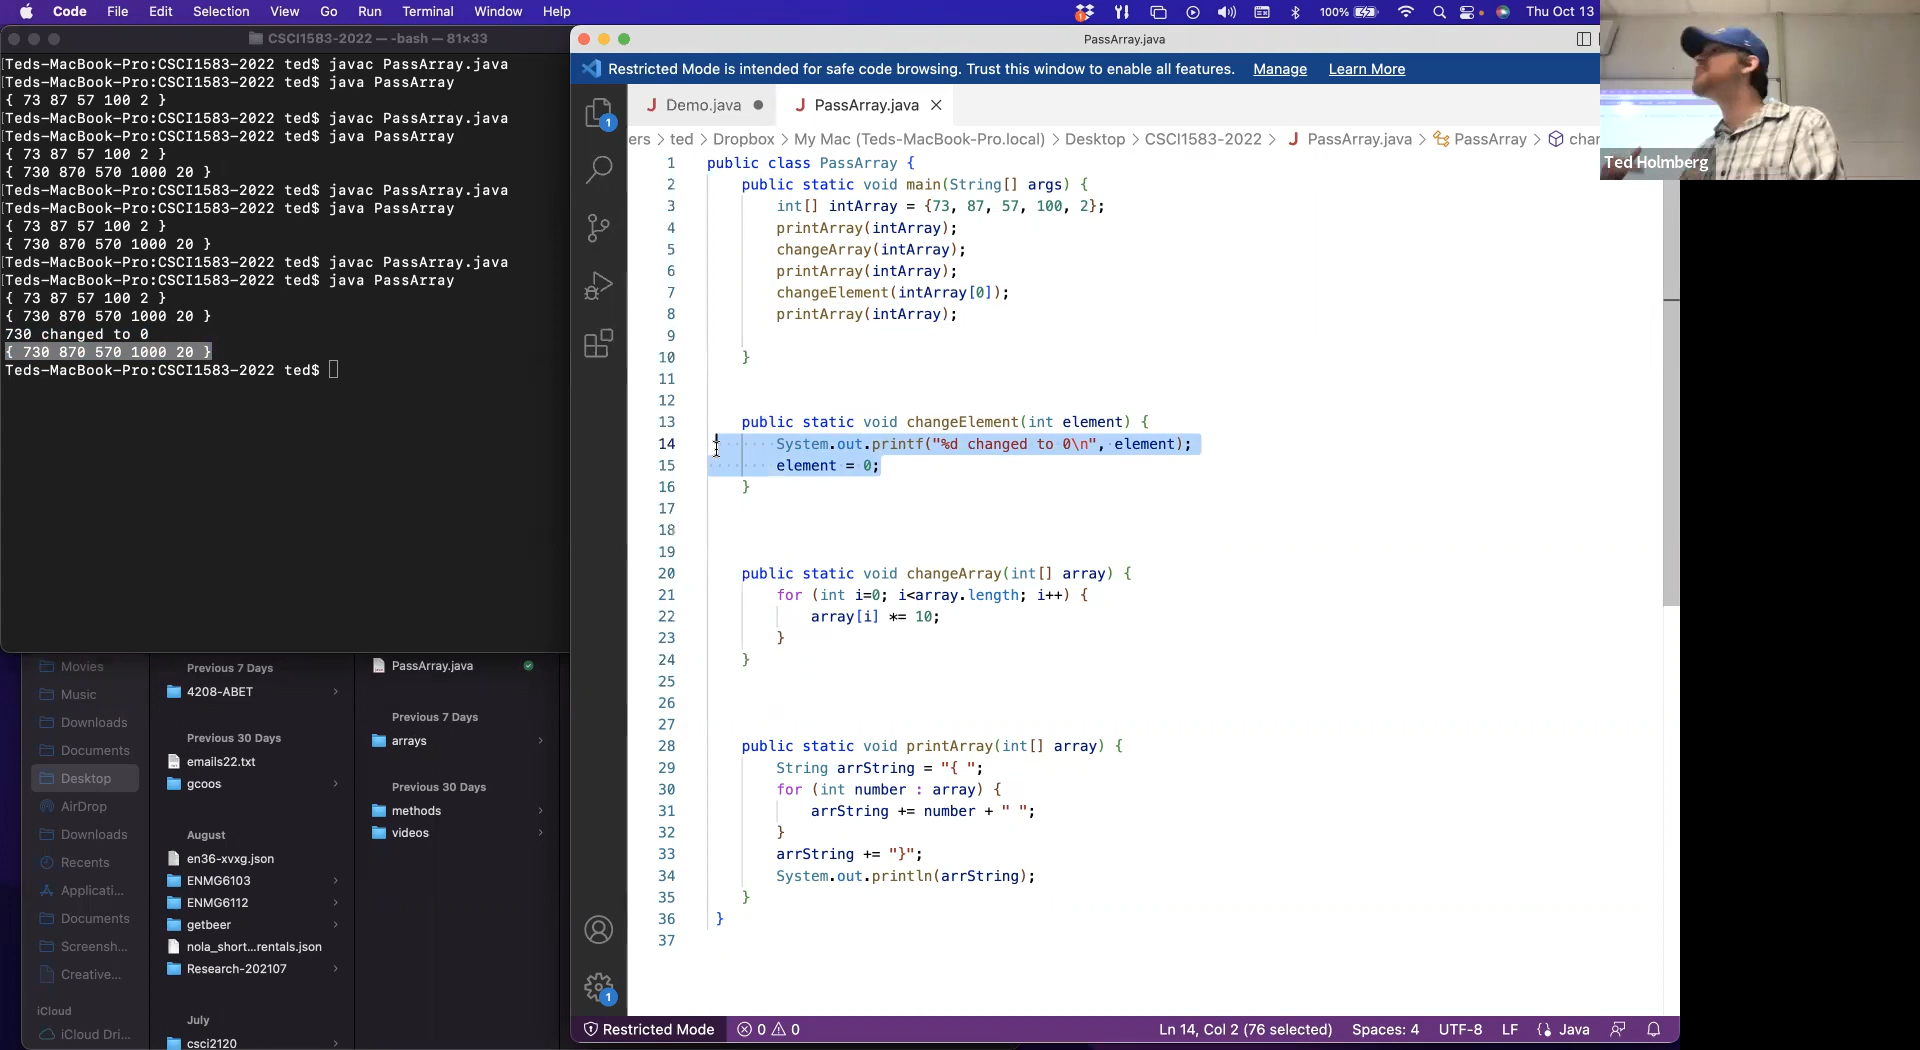 Code File Edit Selection View Go Run Terminal Window Help
1 100% Thu Oct 13
CSCI1583-2022 — -bash — 81×33
[Teds-MacBook-Pro:CSCI1583-2022 ted$ javac PassArray.java
[Teds-MacBook-Pro:CSCI1583-2022 ted$ java PassArray
{ 73 87 57 100 2 }
[Teds-MacBook-Pro:CSCI1583-2022 ted$ javac PassArray.java
[Teds-MacBook-Pro:CSCI1583-2022 ted$ java PassArray
{ 73 87 57 100 2 }
{ 730 870 570 1000 20 }
[Teds-MacBook-Pro:CSCI1583-2022 ted$ javac PassArray.java
[Teds-MacBook-Pro:CSCI1583-2022 ted$ java PassArray
{ 73 87 57 100 2 }
{ 730 870 570 1000 20 }
[Teds-MacBook-Pro:CSCI1583-2022 ted$ javac PassArray.java
[Teds-MacBook-Pro:CSCI1583-2022 ted$ java PassArray
{ 73 87 57 100 2 }
{ 730 870 570 1000 20 }
730 changed to 0
{ 730 870 570 1000 20 }
Teds-MacBook-Pro:CSCI1583-2022 ted$
Movies
Music
Downloads
Documents
Desktop
AirDrop
Downloads
Recents
Applicati...
Documents
Screensh...
Creative...
iCloud
iCloud Dri...
Previous 7 Days
4208-ABET
Previous 30 Days
emails22.txt
gcoos
August
en36-xvxg.json
ENMG6103
ENMG6112
getbeer
nola_short...rentals.json
Research-202107
July
csci2120
PassArray.java
Previous 7 Days
arrays
Previous 30 Days
methods
videos
PassArray.java
Restricted Mode is intended for safe code browsing. Trust this window to enable all features. Manage Learn More
1
J Demo.java J PassArray.java
ers > ted > Dropbox > My Mac (Teds-MacBook-Pro.local) > Desktop > CSCI1583-2022 > J PassArray.java > PassArray > char
1 public class PassArray {
2 public static void main(String[] args) {
3 int[] intArray = {73, 87, 57, 100, 2};
4 printArray(intArray);
5 changeArray(intArray);
6 printArray(intArray);
7 changeElement(intArray[0]);
8 printArray(intArray);
9
10 }
11
12
13 public static void changeElement(int element) {
14 System.out.printf("%d changed to 0\n", element);
15 element = 0;
16 }
17
18
19
20 public static void changeArray(int[] array) {
21 for (int i=0; i<array.length; i++) {
22 array[i] *= 10;
23 }
24 }
25
26
27
28 public static void printArray(int[] array) {
29 String arrString = "{ ";
30 for (int number : array) {
31 arrString += number + " ";
32 }
33 arrString += "}";
34 System.out.println(arrString);
35 }
36 }
37
1
Restricted Mode 0 0 Ln 14, Col 2 (76 selected) Spaces: 4 UTF-8 LF Java
Ted Holmberg